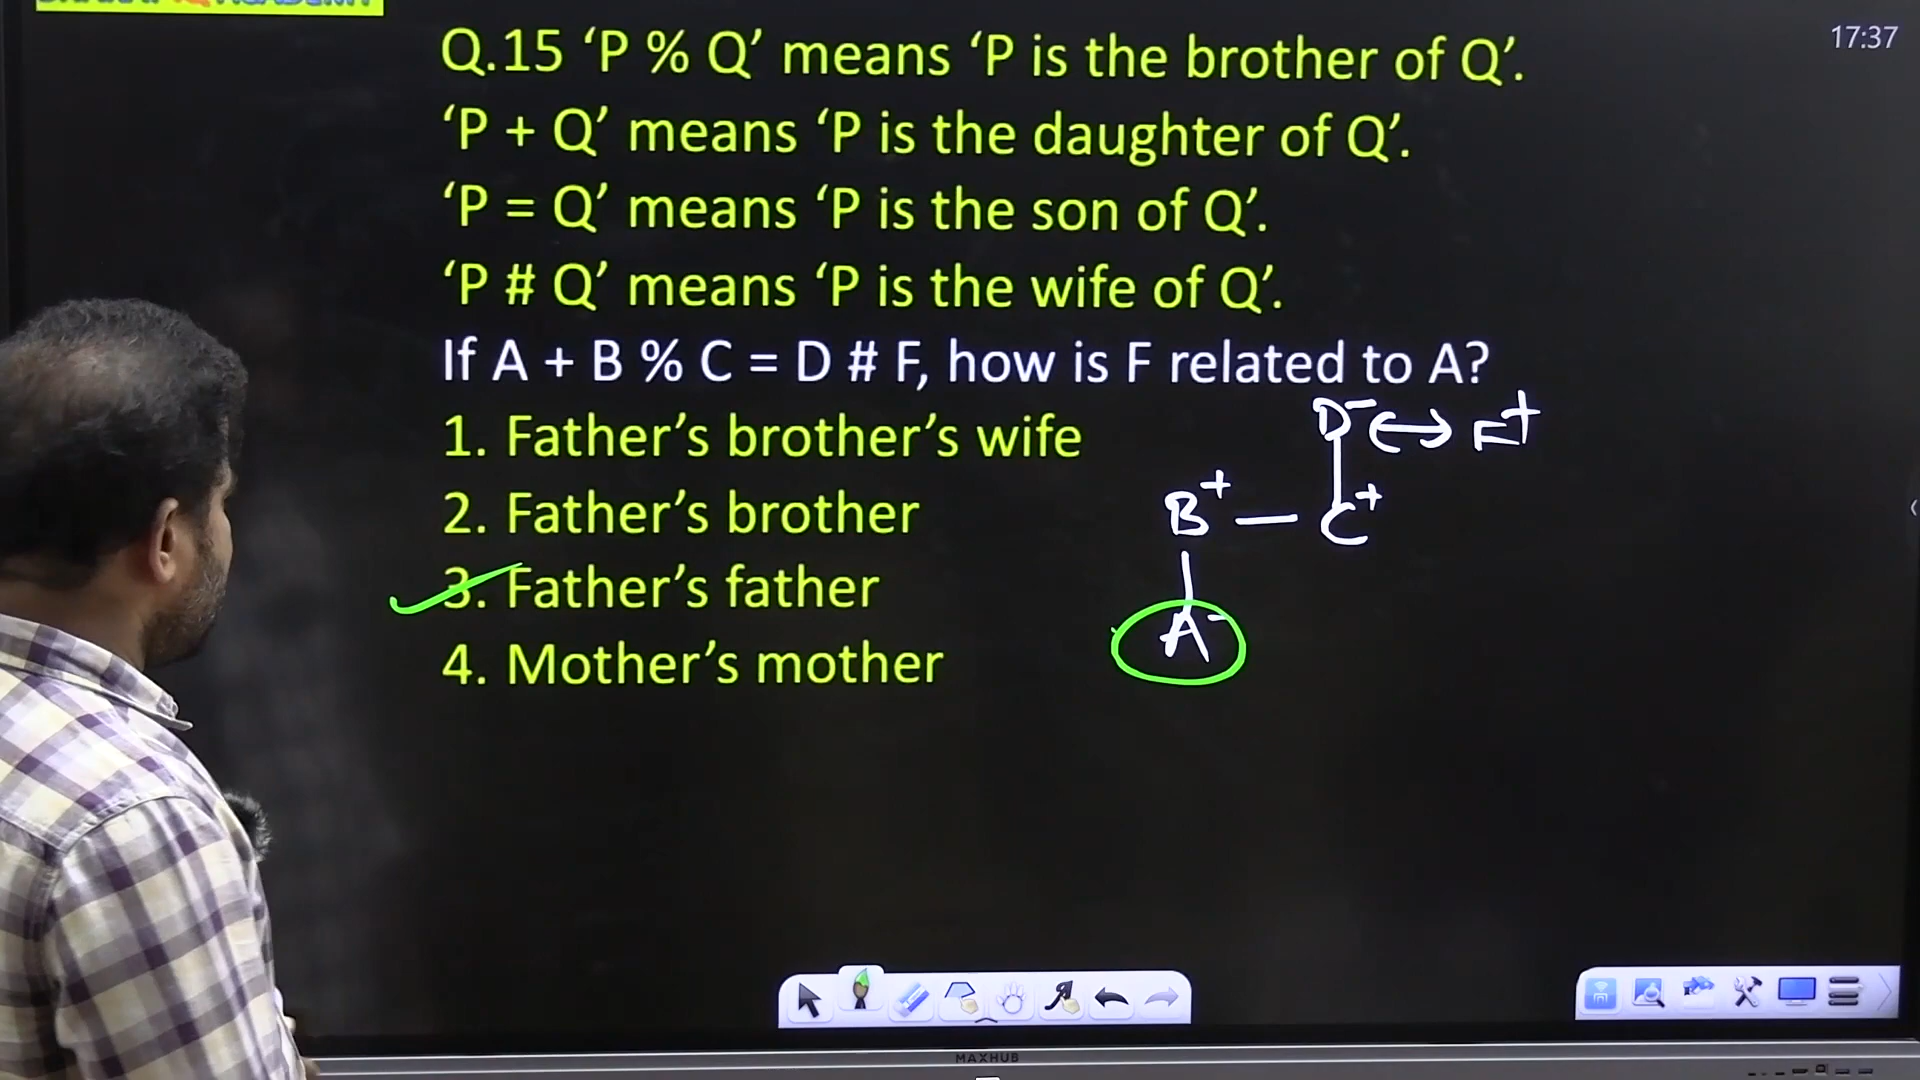 17:37
Q.15 ‘P % Q’ means ‘P is the brother of Q’.
‘P + Q’ means ‘P is the daughter of Q’.
‘P = Q’ means ‘P is the son of Q’.
‘P # Q’ means ‘P is the wife of Q’.
If A + B % C = D # F, how is F related to A?
1. Father’s brother’s wife
2. Father’s brother
3. Father’s father
4. Mother’s mother
D⁻ ↔ F⁺
B⁺ — C⁺
A⁻
MAXHUB